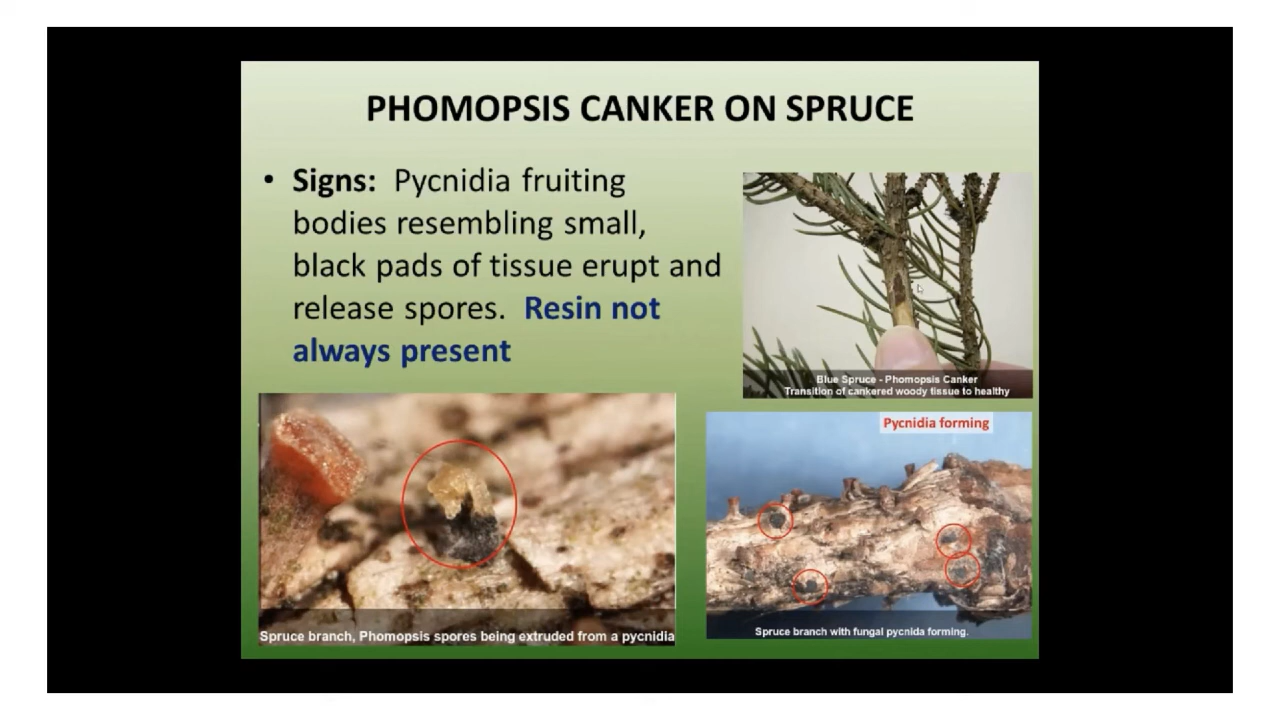 PHOMOPSIS CANKER ON SPRUCE
• Signs: Pycnidia fruiting
bodies resembling small,
black pads of tissue erupt and
release spores. Resin not
always present
Blue Spruce - Phomopsis Canker
Transition of cankered woody tissue to healthy
Pycnidia forming
Spruce branch, Phomopsis spores being extruded from a pycnidia
Spruce branch with fungal pycnida forming.